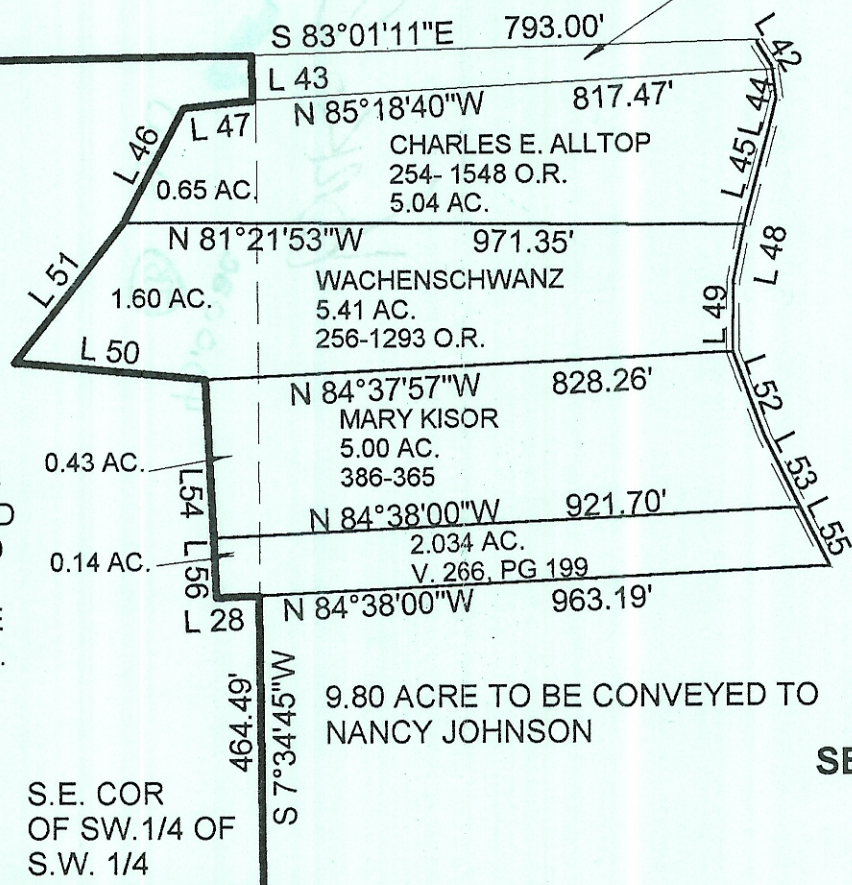 S 83°01'11"E 793.00'
L 42
L 43
N 85°18'40"W 817.47'
L 44
L 47
L 46
CHARLES E. ALLTOP
254- 1548 O.R.
5.04 AC.
L 45
0.65 AC.
N 81°21'53"W 971.35'
L 48
L 51
WACHENSCHWANZ
5.41 AC.
256-1293 O.R.
1.60 AC.
L 49
L 50
N 84°37'57"W 828.26'
L 52
MARY KISOR
5.00 AC.
386-365
0.43 AC.
L54
L 53
N 84°38'00"W 921.70'
L 55
2.034 AC.
V. 266, PG 199
0.14 AC.
L 56
L 28
N 84°38'00"W 963.19'
464.49'
S 7°34'45"W
9.80 ACRE TO BE CONVEYED TO
NANCY JOHNSON
S.E. COR
OF SW.1/4 OF
S.W. 1/4